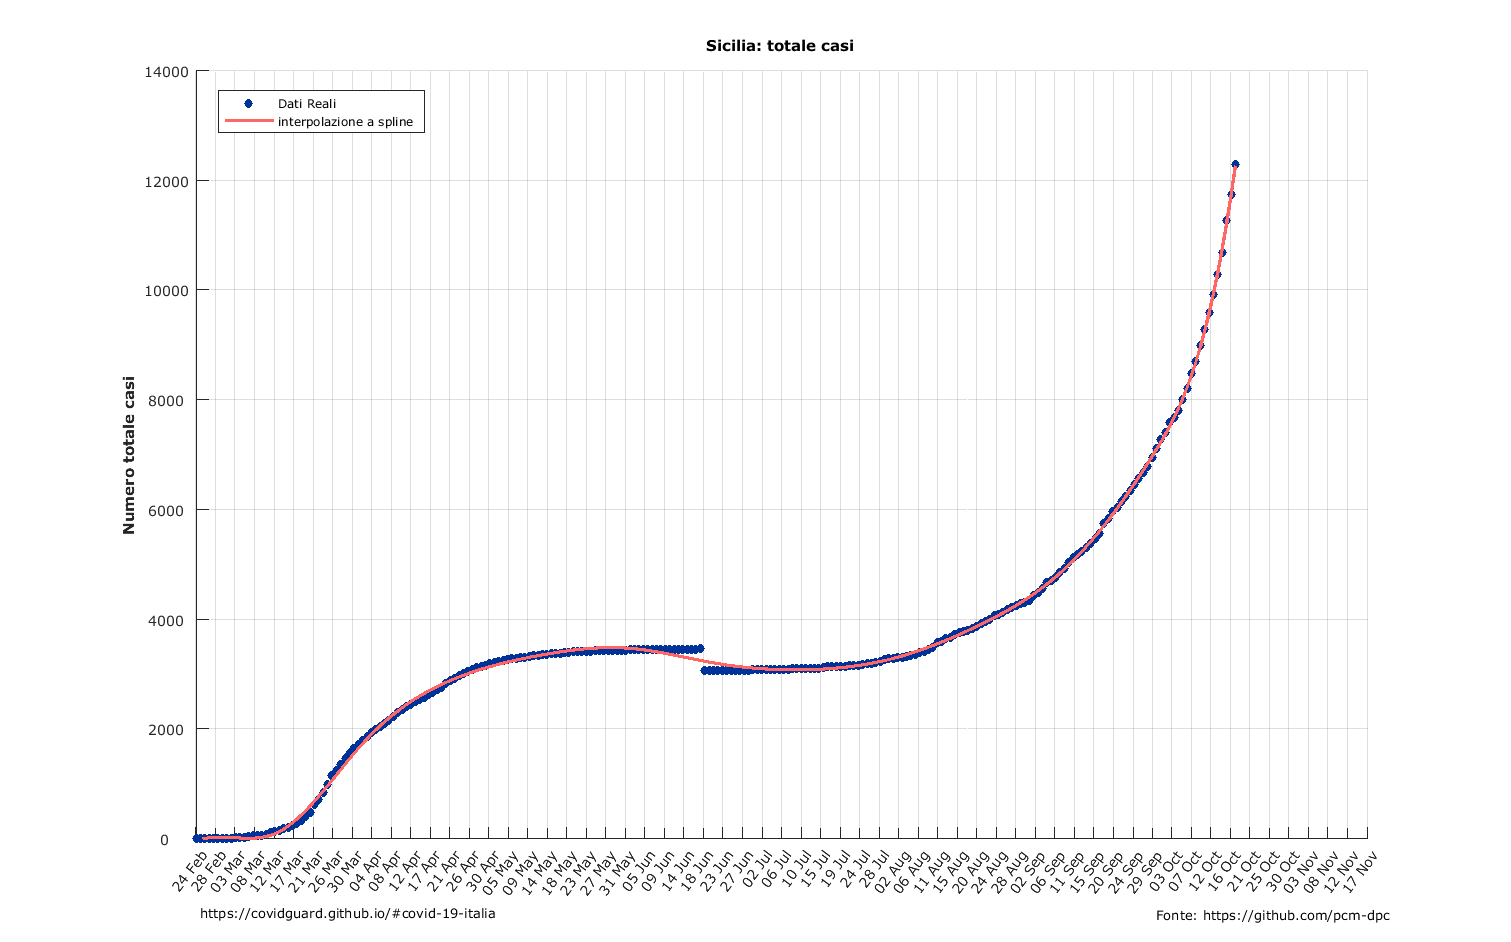 Sicilia: totale casi
14000
12000
10000
8000
6000
4000
2000
0
Numero totale casi
Dati Reali
interpolazione a spline
24 Feb
28 Feb
03 Mar
08 Mar
12 Mar
17 Mar
21 Mar
26 Mar
30 Mar
04 Apr
08 Apr
12 Apr
17 Apr
21 Apr
26 Apr
30 Apr
05 May
09 May
14 May
18 May
23 May
27 May
31 May
05 Jun
09 Jun
14 Jun
18 Jun
23 Jun
27 Jun
02 Jul
06 Jul
10 Jul
15 Jul
19 Jul
24 Jul
28 Jul
02 Aug
06 Aug
11 Aug
15 Aug
20 Aug
24 Aug
28 Aug
02 Sep
06 Sep
11 Sep
15 Sep
20 Sep
24 Sep
29 Sep
03 Oct
07 Oct
12 Oct
16 Oct
21 Oct
25 Oct
30 Oct
03 Nov
08 Nov
12 Nov
17 Nov
https://covidguard.github.io/#covid-19-italia
Fonte: https://github.com/pcm-dpc